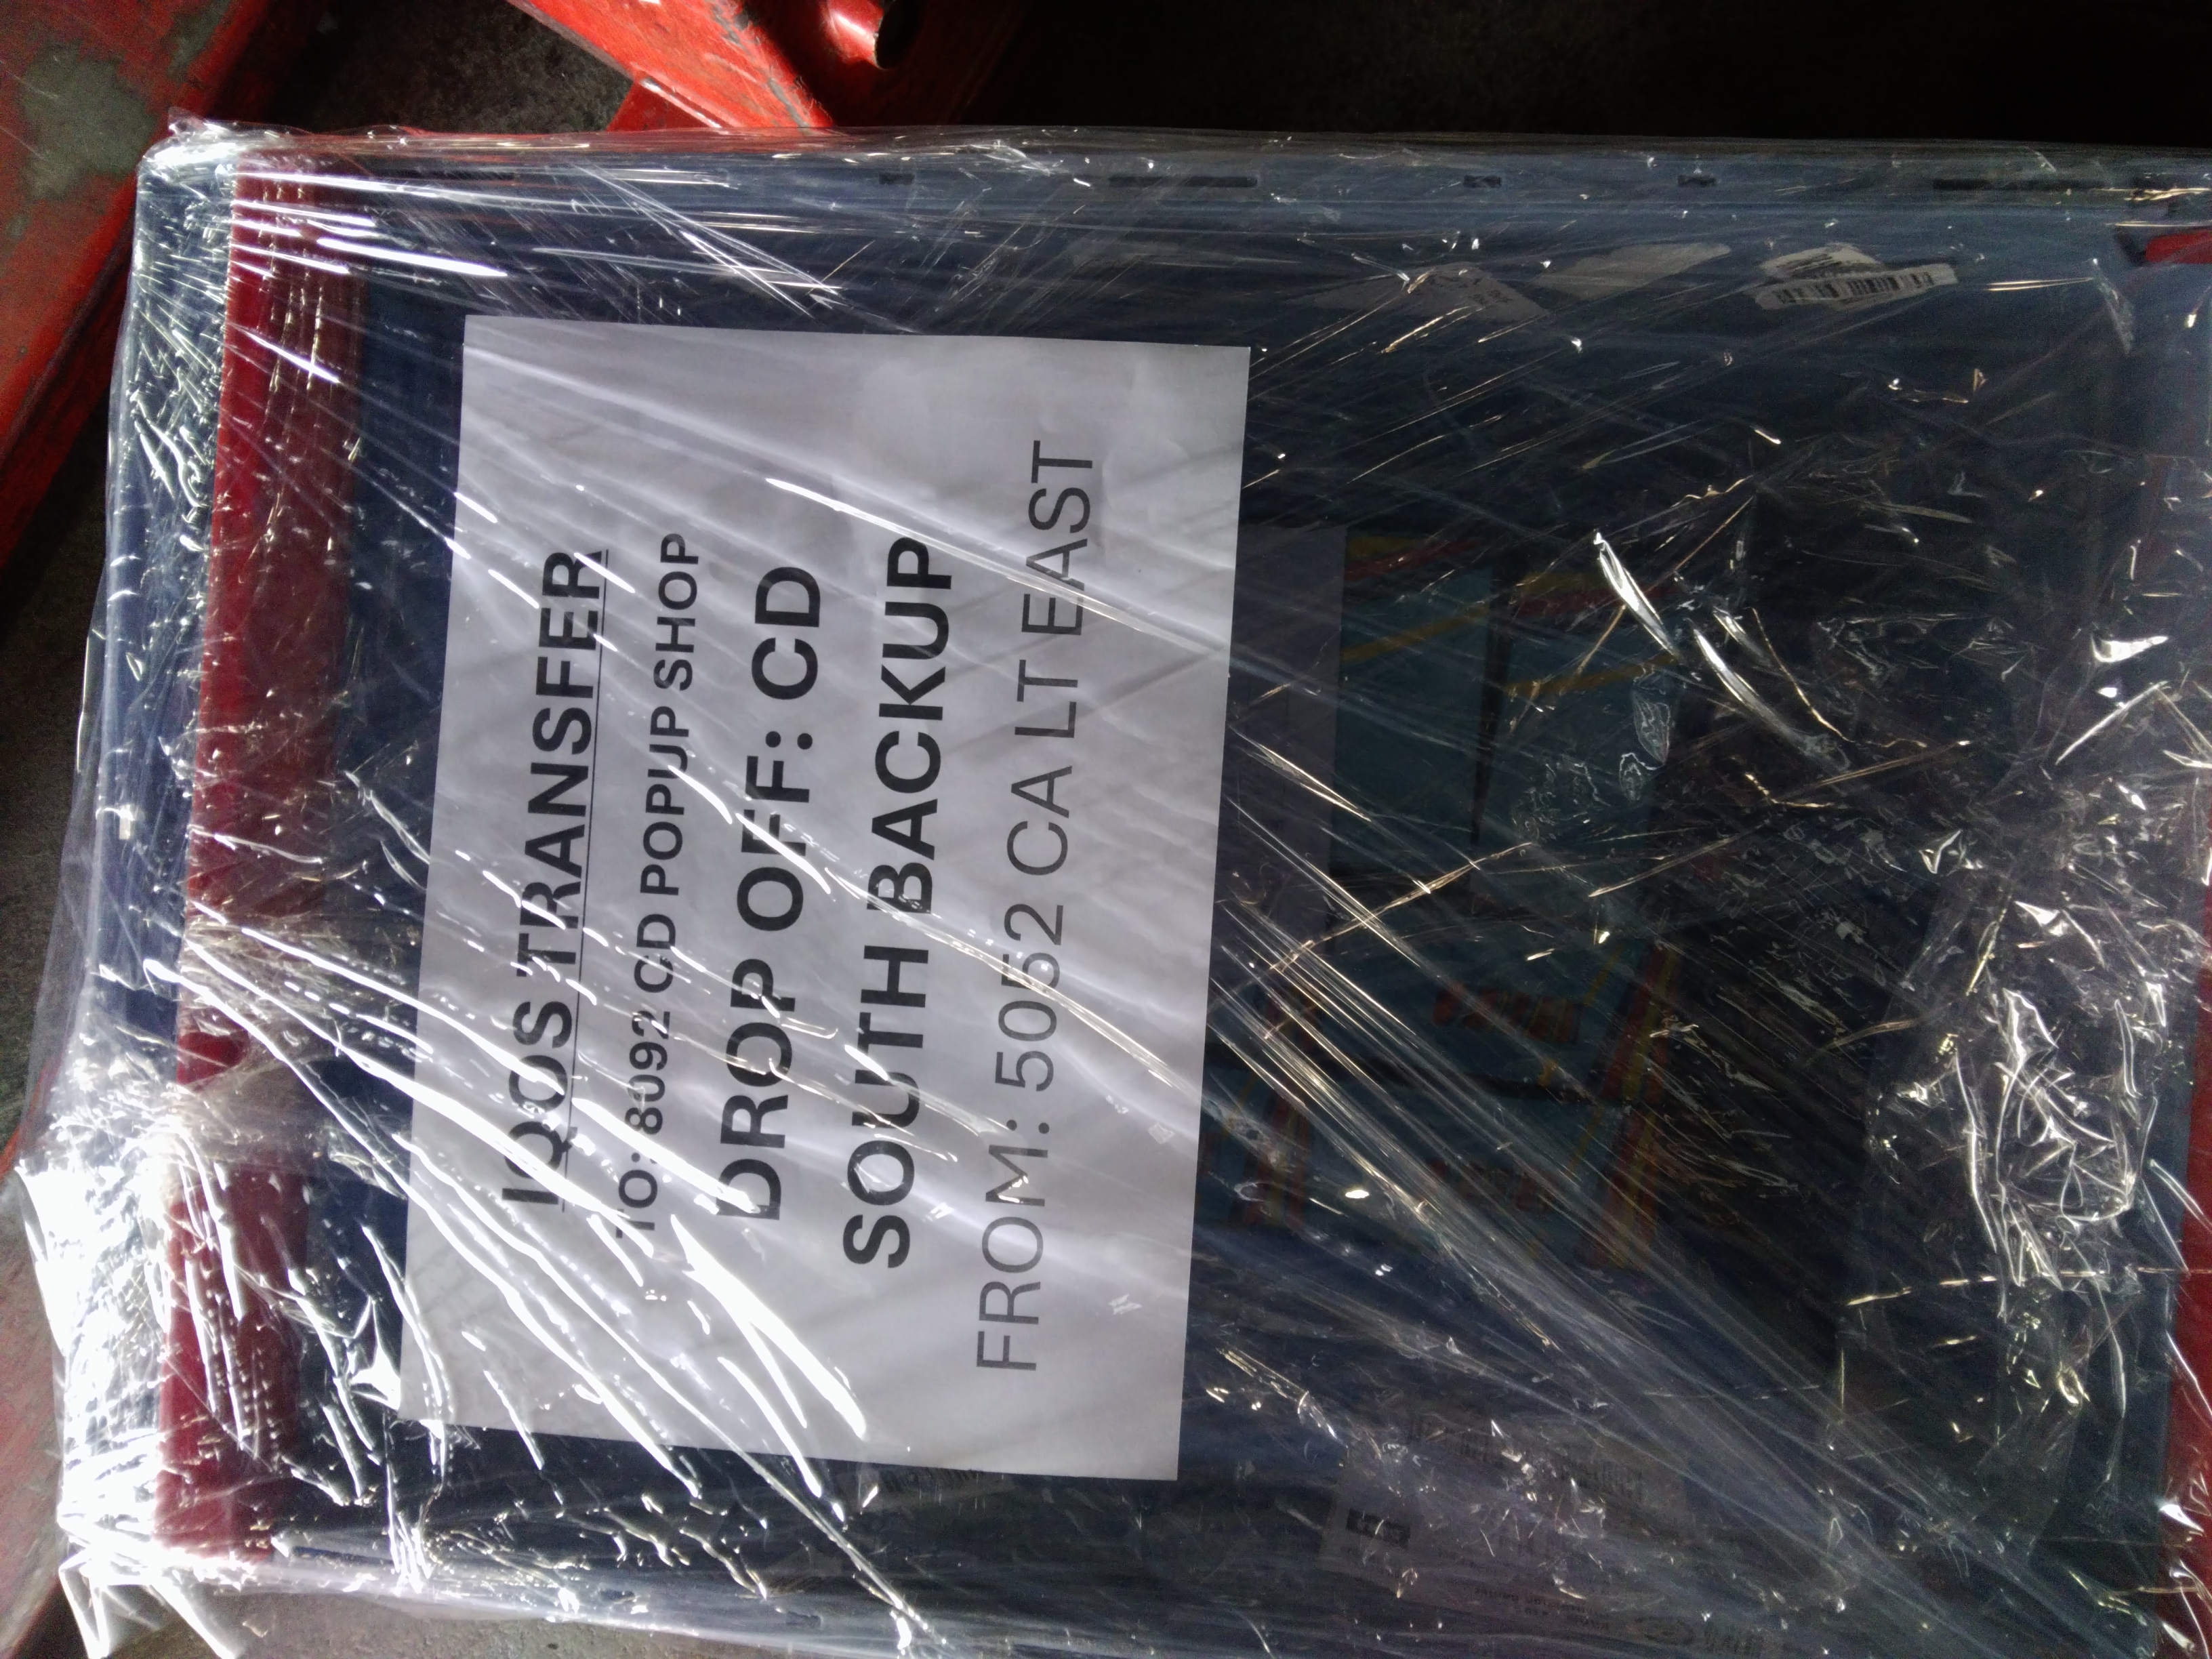 IQOS TRANSFER
TO: 8092 CD POPUP SHOP
DROP OFF: CD
SOUTH BACKUP
FROM: 5052 CA LT EAST